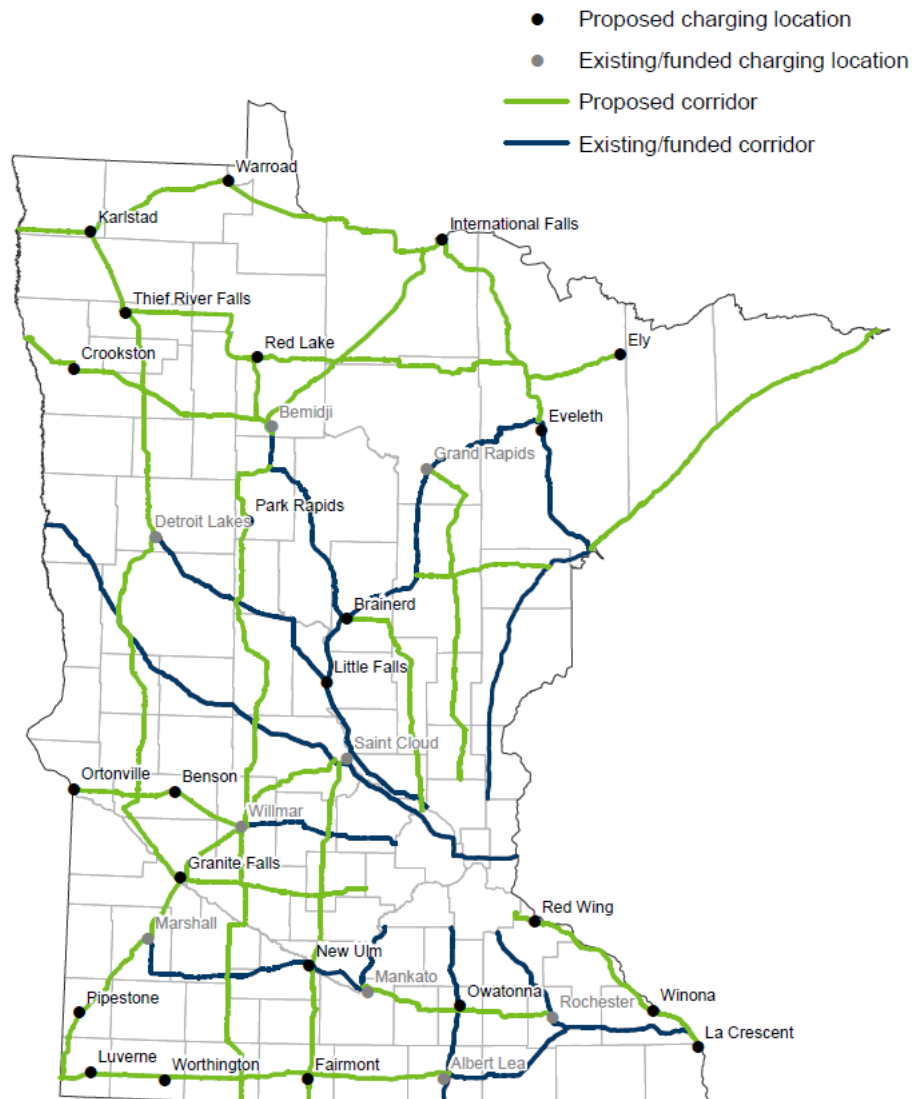 Proposed charging location
Existing/funded charging location
Proposed corridor
Existing/funded corridor
Warroad
Karlstad
International Falls
Thief River Falls
Red Lake
Ely
Crookston
Bemidji
Eveleth
Grand Rapids
Park Rapids
Detroit Lakes
Brainerd
Little Falls
Saint Cloud
Ortonville
Benson
Willmar
Granite Falls
Red Wing
Marshall
New Ulm
Mankato
Owatonna
Rochester
Winona
Pipestone
La Crescent
Luverne
Worthington
Fairmont
Albert Lea